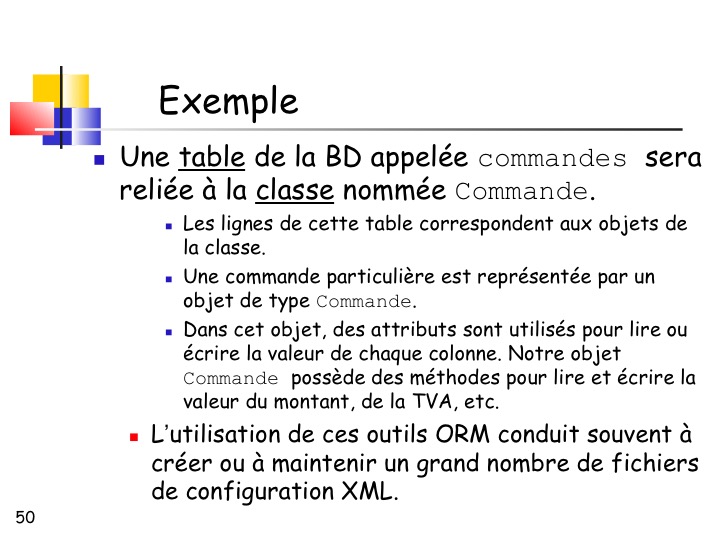 Exemple
Une table de la BD appelée commandes sera
reliée à la classe nommée Commande.
Les lignes de cette table correspondent aux objets de
la classe.
Une commande particulière est représentée par un
objet de type Commande.
Dans cet objet, des attributs sont utilisés pour lire ou
écrire la valeur de chaque colonne. Notre objet
Commande possède des méthodes pour lire et écrire la
valeur du montant, de la TVA, etc.
L’utilisation de ces outils ORM conduit souvent à
créer ou à maintenir un grand nombre de fichiers
de configuration XML.
50